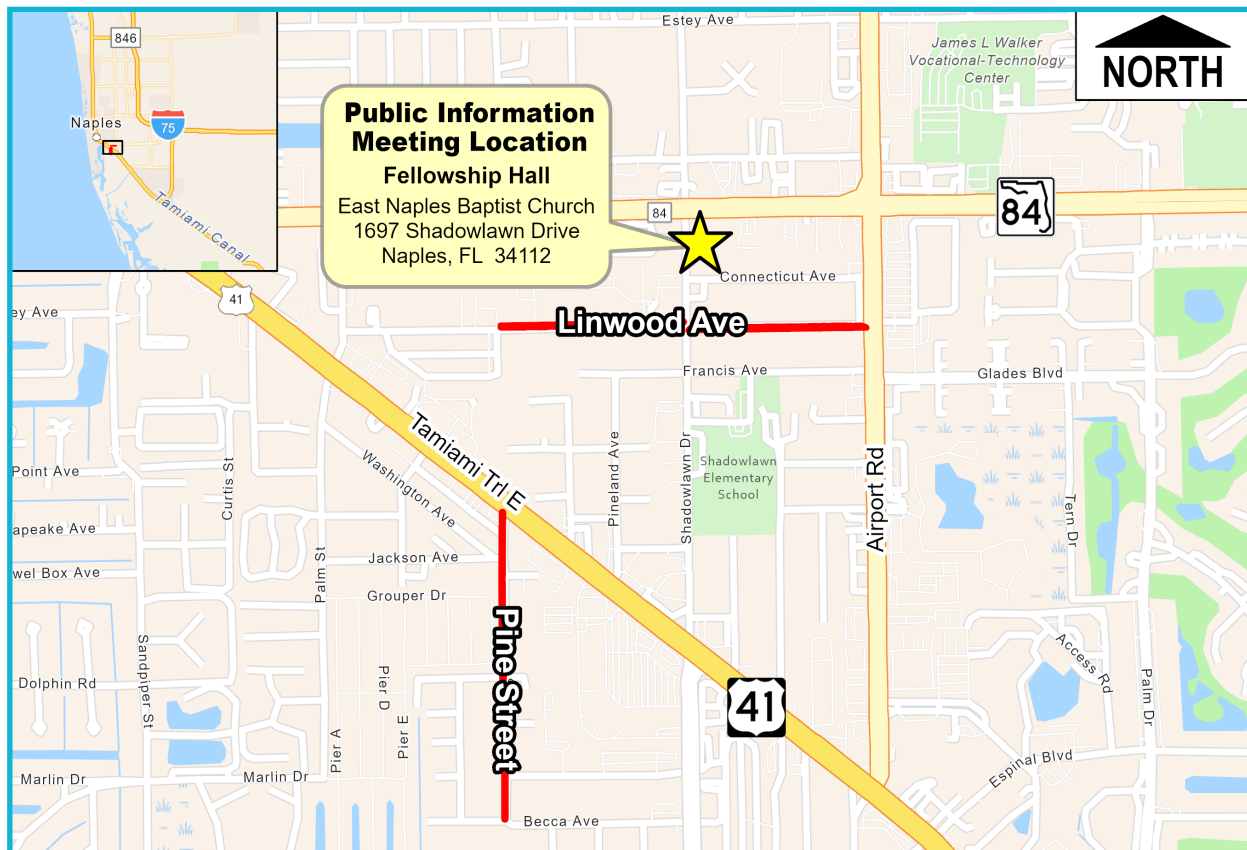 Estey Ave
NORTH
James L Walker
Vocational-Technology
Center
846
75
Naples
Tamiami Canal
Public Information
Meeting Location
Fellowship Hall
East Naples Baptist Church
1697 Shadowlawn Drive
Naples, FL  34112
84
84
Connecticut Ave
41
ey Ave
Linwood Ave
Francis Ave
Glades Blvd
Tamiami Trl E
Washington Ave
Curtis St
Point Ave
Pineland Ave
Shadowlawn Dr
Shadowlawn
Elementary
School
Airport Rd
Tern Dr
apeake Ave
Jackson Ave
wel Box Ave
Palm St
Grouper Dr
Pine Street
Sandpiper St
Dolphin Rd
Pier D
Pier E
Pier A
Access Rd
Palm Dr
41
Espinal Blvd
Marlin Dr
Marlin Dr
Becca Ave